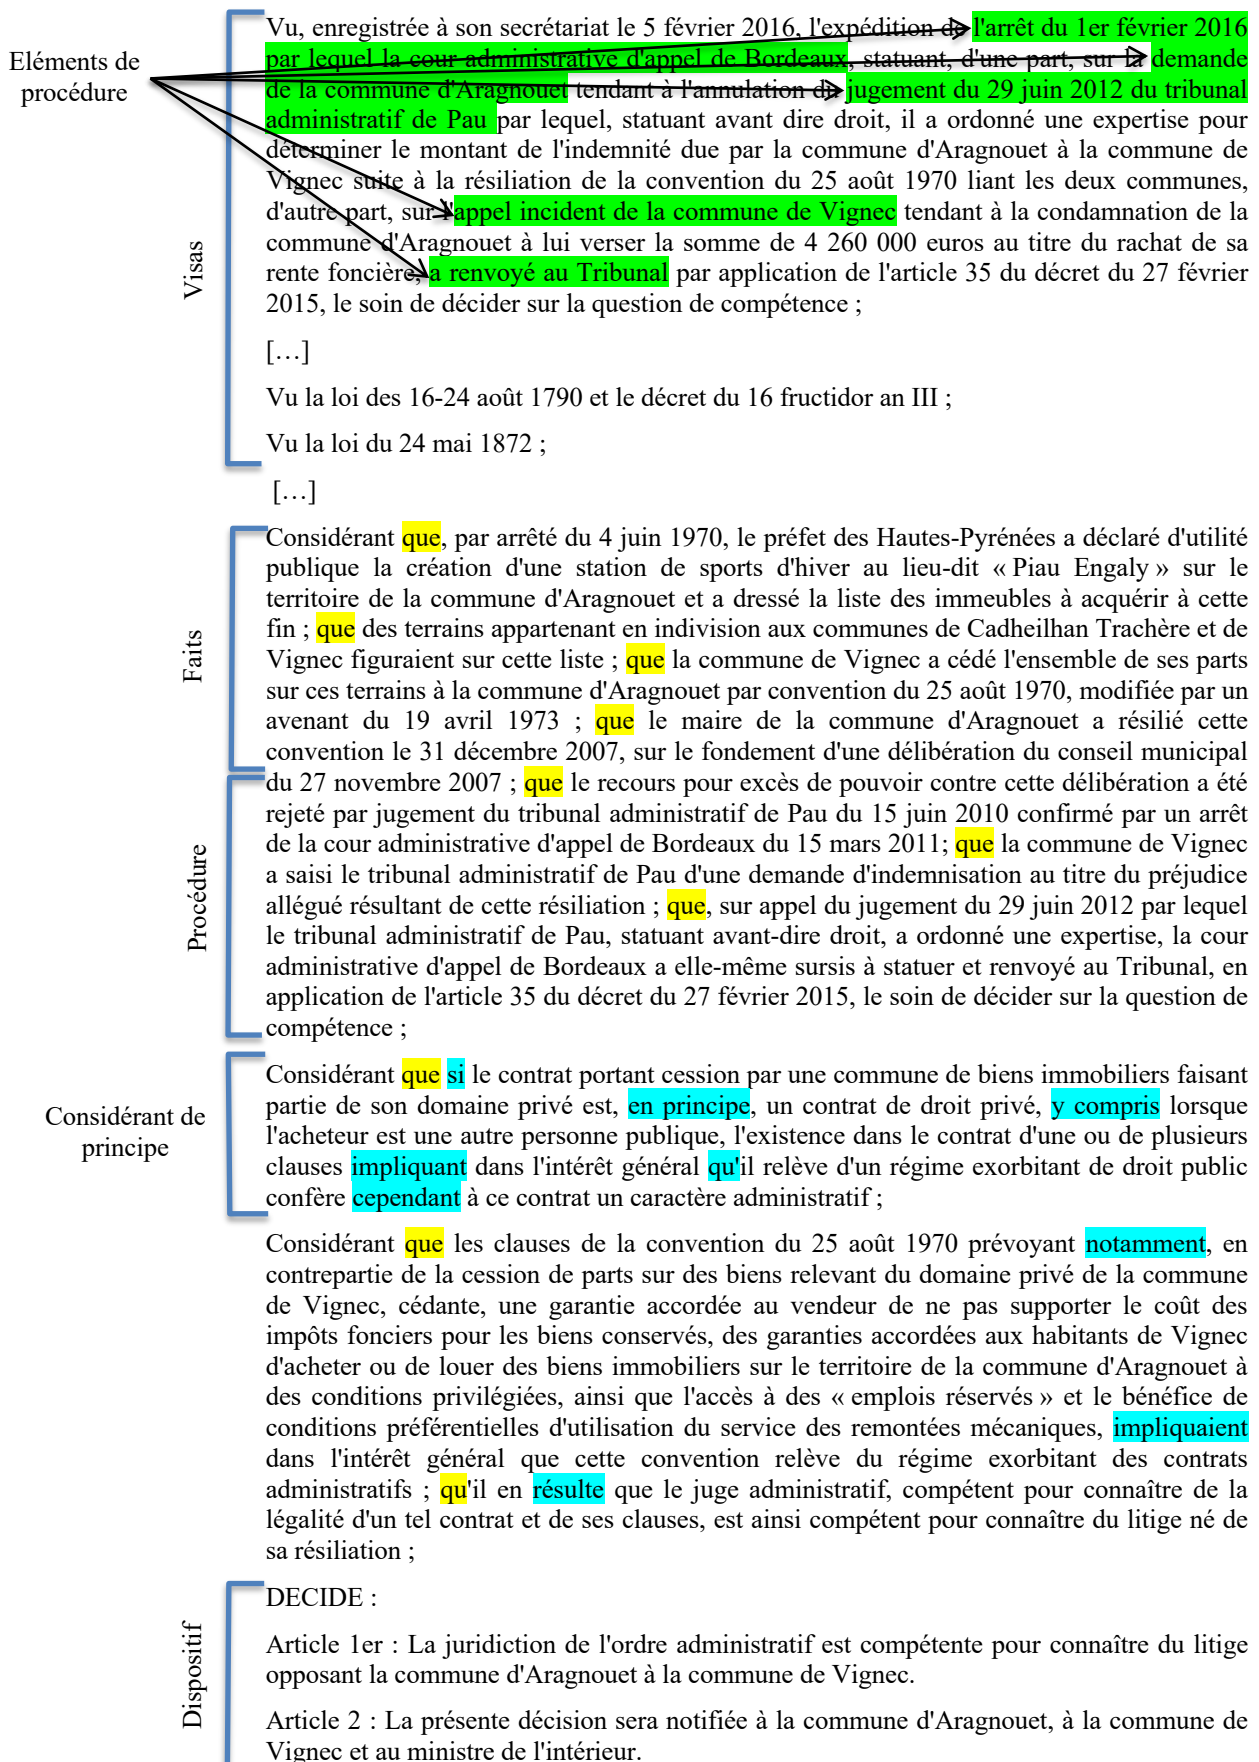 Eléments de
procédure
Visas
Vu, enregistrée à son secrétariat le 5 février 2016, l'expédition de l'arrêt du 1er février 2016
par lequel la cour administrative d'appel de Bordeaux, statuant, d'une part, sur la demande
de la commune d'Aragnouet tendant à l'annulation du jugement du 29 juin 2012 du tribunal
administratif de Pau par lequel, statuant avant dire droit, il a ordonné une expertise pour
déterminer le montant de l'indemnité due par la commune d'Aragnouet à la commune de
Vignec suite à la résiliation de la convention du 25 août 1970 liant les deux communes,
d'autre part, sur l'appel incident de la commune de Vignec tendant à la condamnation de la
commune d'Aragnouet à lui verser la somme de 4 260 000 euros au titre du rachat de sa
rente foncière, a renvoyé au Tribunal par application de l'article 35 du décret du 27 février
2015, le soin de décider sur la question de compétence ;
[…]
Vu la loi des 16-24 août 1790 et le décret du 16 fructidor an III ;
Vu la loi du 24 mai 1872 ;
[…]
Faits
Considérant que, par arrêté du 4 juin 1970, le préfet des Hautes-Pyrénées a déclaré d'utilité
publique la création d'une station de sports d'hiver au lieu-dit « Piau Engaly » sur le
territoire de la commune d'Aragnouet et a dressé la liste des immeubles à acquérir à cette
fin ; que des terrains appartenant en indivision aux communes de Cadheilhan Trachère et de
Vignec figuraient sur cette liste ; que la commune de Vignec a cédé l'ensemble de ses parts
sur ces terrains à la commune d'Aragnouet par convention du 25 août 1970, modifiée par un
avenant du 19 avril 1973 ; que le maire de la commune d'Aragnouet a résilié cette
convention le 31 décembre 2007, sur le fondement d'une délibération du conseil municipal
Procédure
du 27 novembre 2007 ; que le recours pour excès de pouvoir contre cette délibération a été
rejeté par jugement du tribunal administratif de Pau du 15 juin 2010 confirmé par un arrêt
de la cour administrative d'appel de Bordeaux du 15 mars 2011; que la commune de Vignec
a saisi le tribunal administratif de Pau d'une demande d'indemnisation au titre du préjudice
allégué résultant de cette résiliation ; que, sur appel du jugement du 29 juin 2012 par lequel
le tribunal administratif de Pau, statuant avant-dire droit, a ordonné une expertise, la cour
administrative d'appel de Bordeaux a elle-même sursis à statuer et renvoyé au Tribunal, en
application de l'article 35 du décret du 27 février 2015, le soin de décider sur la question de
compétence ;
Considérant de
principe
Considérant que si le contrat portant cession par une commune de biens immobiliers faisant
partie de son domaine privé est, en principe, un contrat de droit privé, y compris lorsque
l'acheteur est une autre personne publique, l'existence dans le contrat d'une ou de plusieurs
clauses impliquant dans l'intérêt général qu'il relève d'un régime exorbitant de droit public
confère cependant à ce contrat un caractère administratif ;
Considérant que les clauses de la convention du 25 août 1970 prévoyant notamment, en
contrepartie de la cession de parts sur des biens relevant du domaine privé de la commune
de Vignec, cédante, une garantie accordée au vendeur de ne pas supporter le coût des
impôts fonciers pour les biens conservés, des garanties accordées aux habitants de Vignec
d'acheter ou de louer des biens immobiliers sur le territoire de la commune d'Aragnouet à
des conditions privilégiées, ainsi que l'accès à des « emplois réservés » et le bénéfice de
conditions préférentielles d'utilisation du service des remontées mécaniques, impliquaient
dans l'intérêt général que cette convention relève du régime exorbitant des contrats
administratifs ; qu'il en résulte que le juge administratif, compétent pour connaître de la
légalité d'un tel contrat et de ses clauses, est ainsi compétent pour connaître du litige né de
sa résiliation ;
Dispositif
DECIDE :
Article 1er : La juridiction de l'ordre administratif est compétente pour connaître du litige
opposant la commune d'Aragnouet à la commune de Vignec.
Article 2 : La présente décision sera notifiée à la commune d'Aragnouet, à la commune de
Vignec et au ministre de l'intérieur.